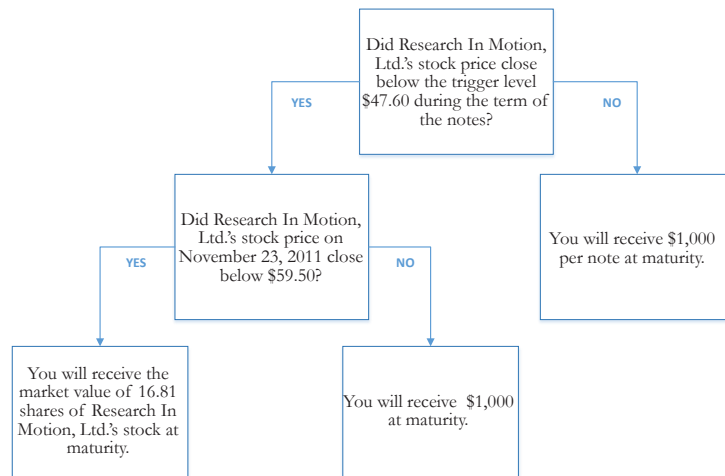 Did Research In Motion,
Ltd.'s stock price close
below the trigger level
$47.60 during the term of
the notes?
YES
NO
Did Research In Motion,
Ltd.'s stock price on
November 23, 2011 close
below $59.50?
You will receive $1,000
per note at maturity.
YES
NO
You will receive the
market value of 16.81
shares of Research In
Motion, Ltd.'s stock at
maturity.
You will receive $1,000
at maturity.